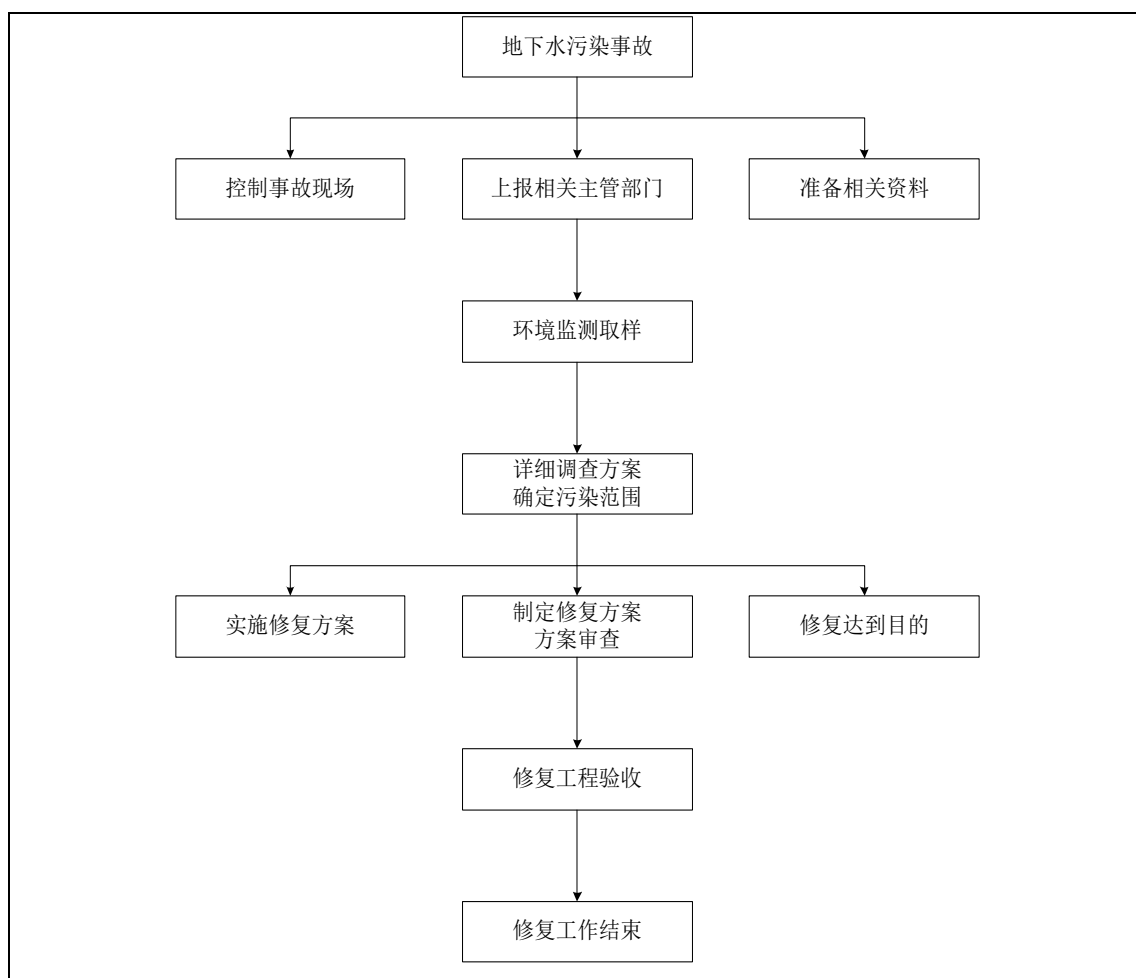 地下水污染事故
控制事故现场
上报相关主管部门
准备相关资料
环境监测取样
详细调查方案
确定污染范围
实施修复方案
制定修复方案
方案审查
修复达到目的
修复工程验收
修复工作结束